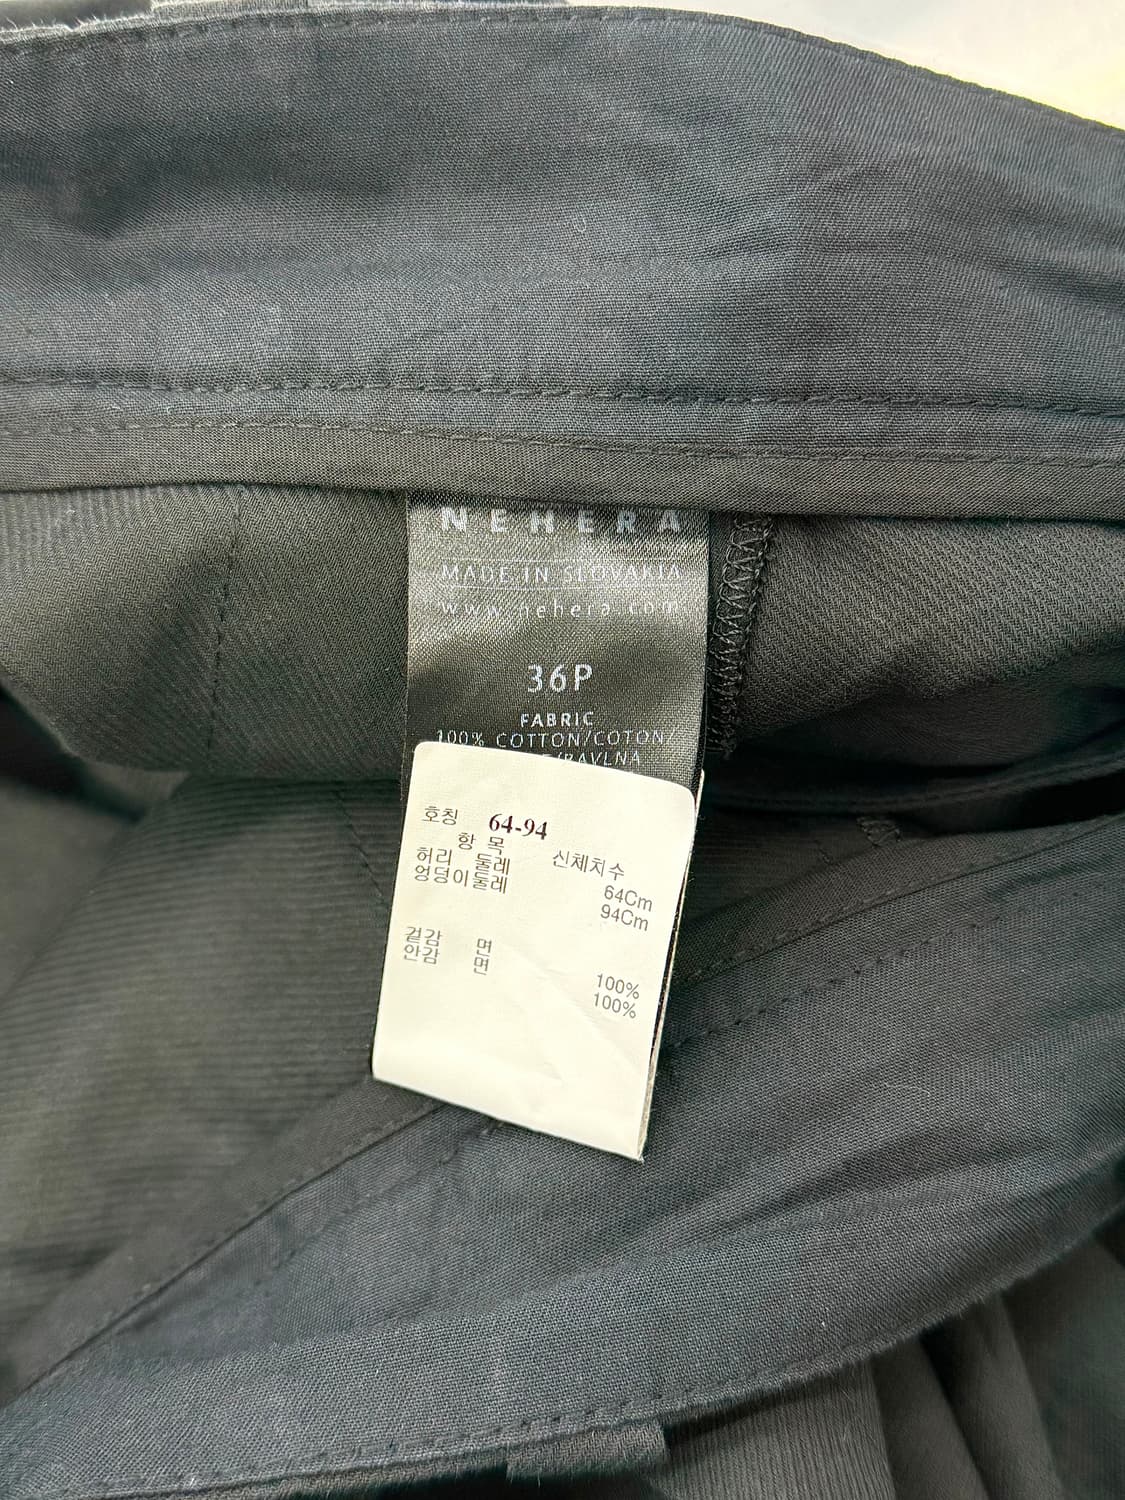 NEHERA
MADE IN SLOVAKIA
www.nehera.com
36P
FABRIC
100% COTTON/COTON/
/BAVLNA
호칭 64-94
항 목 신체치수
허리 둘레 64Cm
엉덩이둘레 94Cm
겉감 면 100%
안감 면 100%